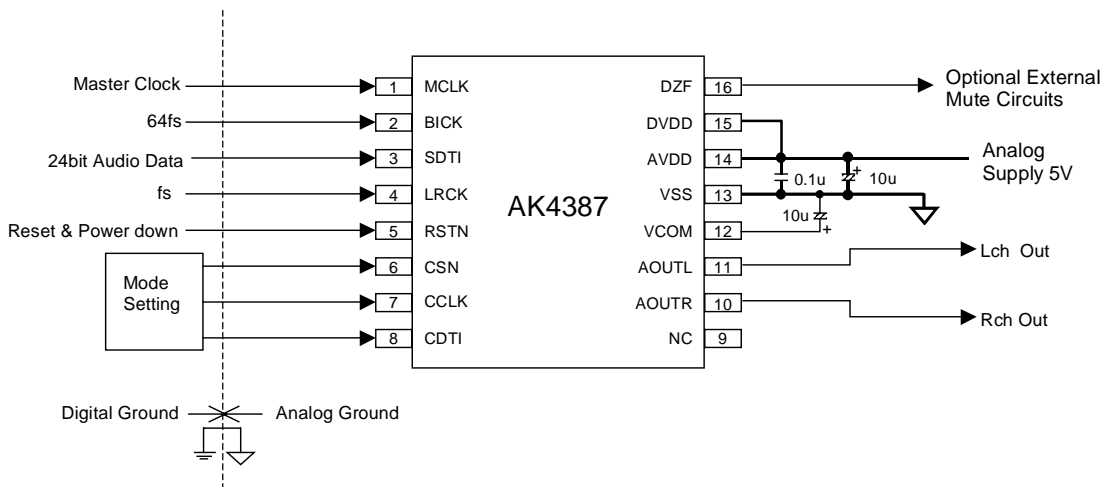 Master Clock
1
MCLK
64fs
2
BICK
24bit Audio Data
3
SDTI
fs
4
LRCK
Reset & Power down
5
RSTN
Mode
Setting
6
CSN
7
CCLK
8
CDTI
AK4387
DZF
16
Optional External
Mute Circuits
DVDD
15
AVDD
14
Analog
Supply 5V
0.1u
+
10u
VSS
13
10u
+
VCOM
12
AOUTL
11
Lch Out
AOUTR
10
Rch Out
NC
9
Digital Ground
Analog Ground